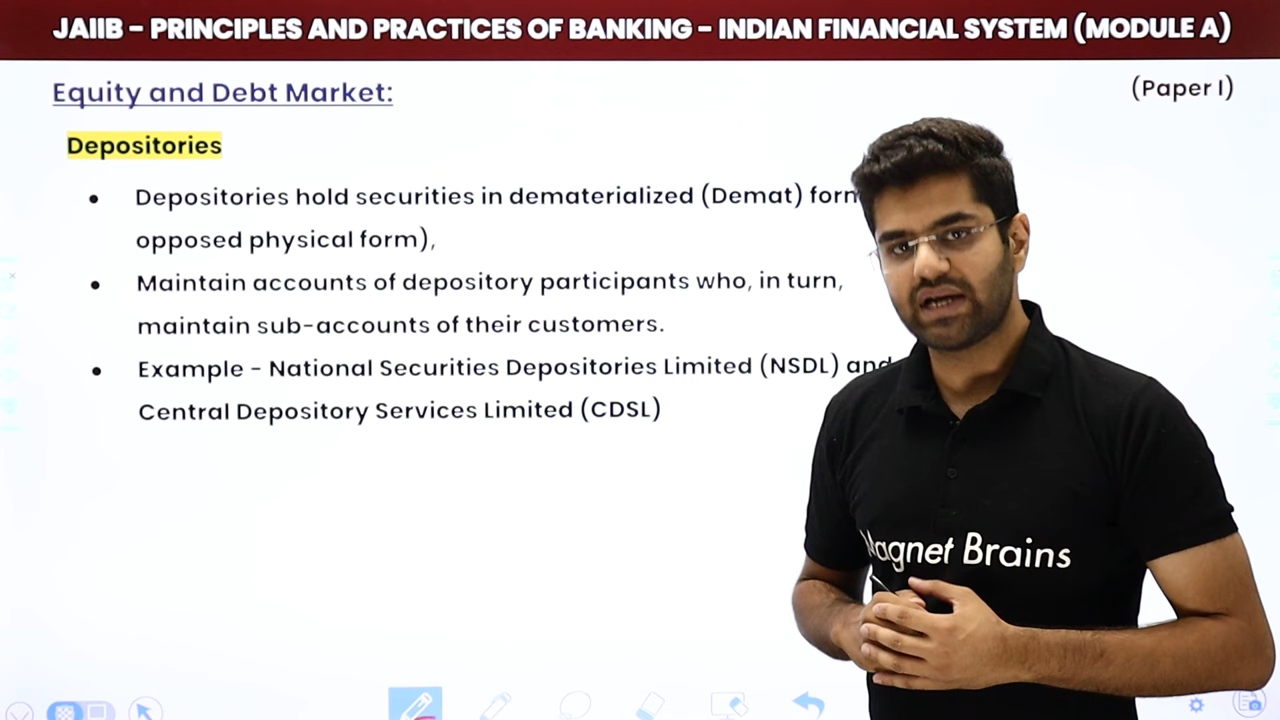 JAIIB – PRINCIPLES AND PRACTICES OF BANKING – INDIAN FINANCIAL SYSTEM (MODULE A)
Equity and Debt Market:
(Paper I)
Depositories
• Depositories hold securities in dematerialized (Demat)
opposed physical form),
• Maintain accounts of depository participants who, in turn,
maintain sub-accounts of their customers.
• Example - National Securities Depositories Limited (NSDL) and
Central Depository Services Limited (CDSL)
Magnet Brains